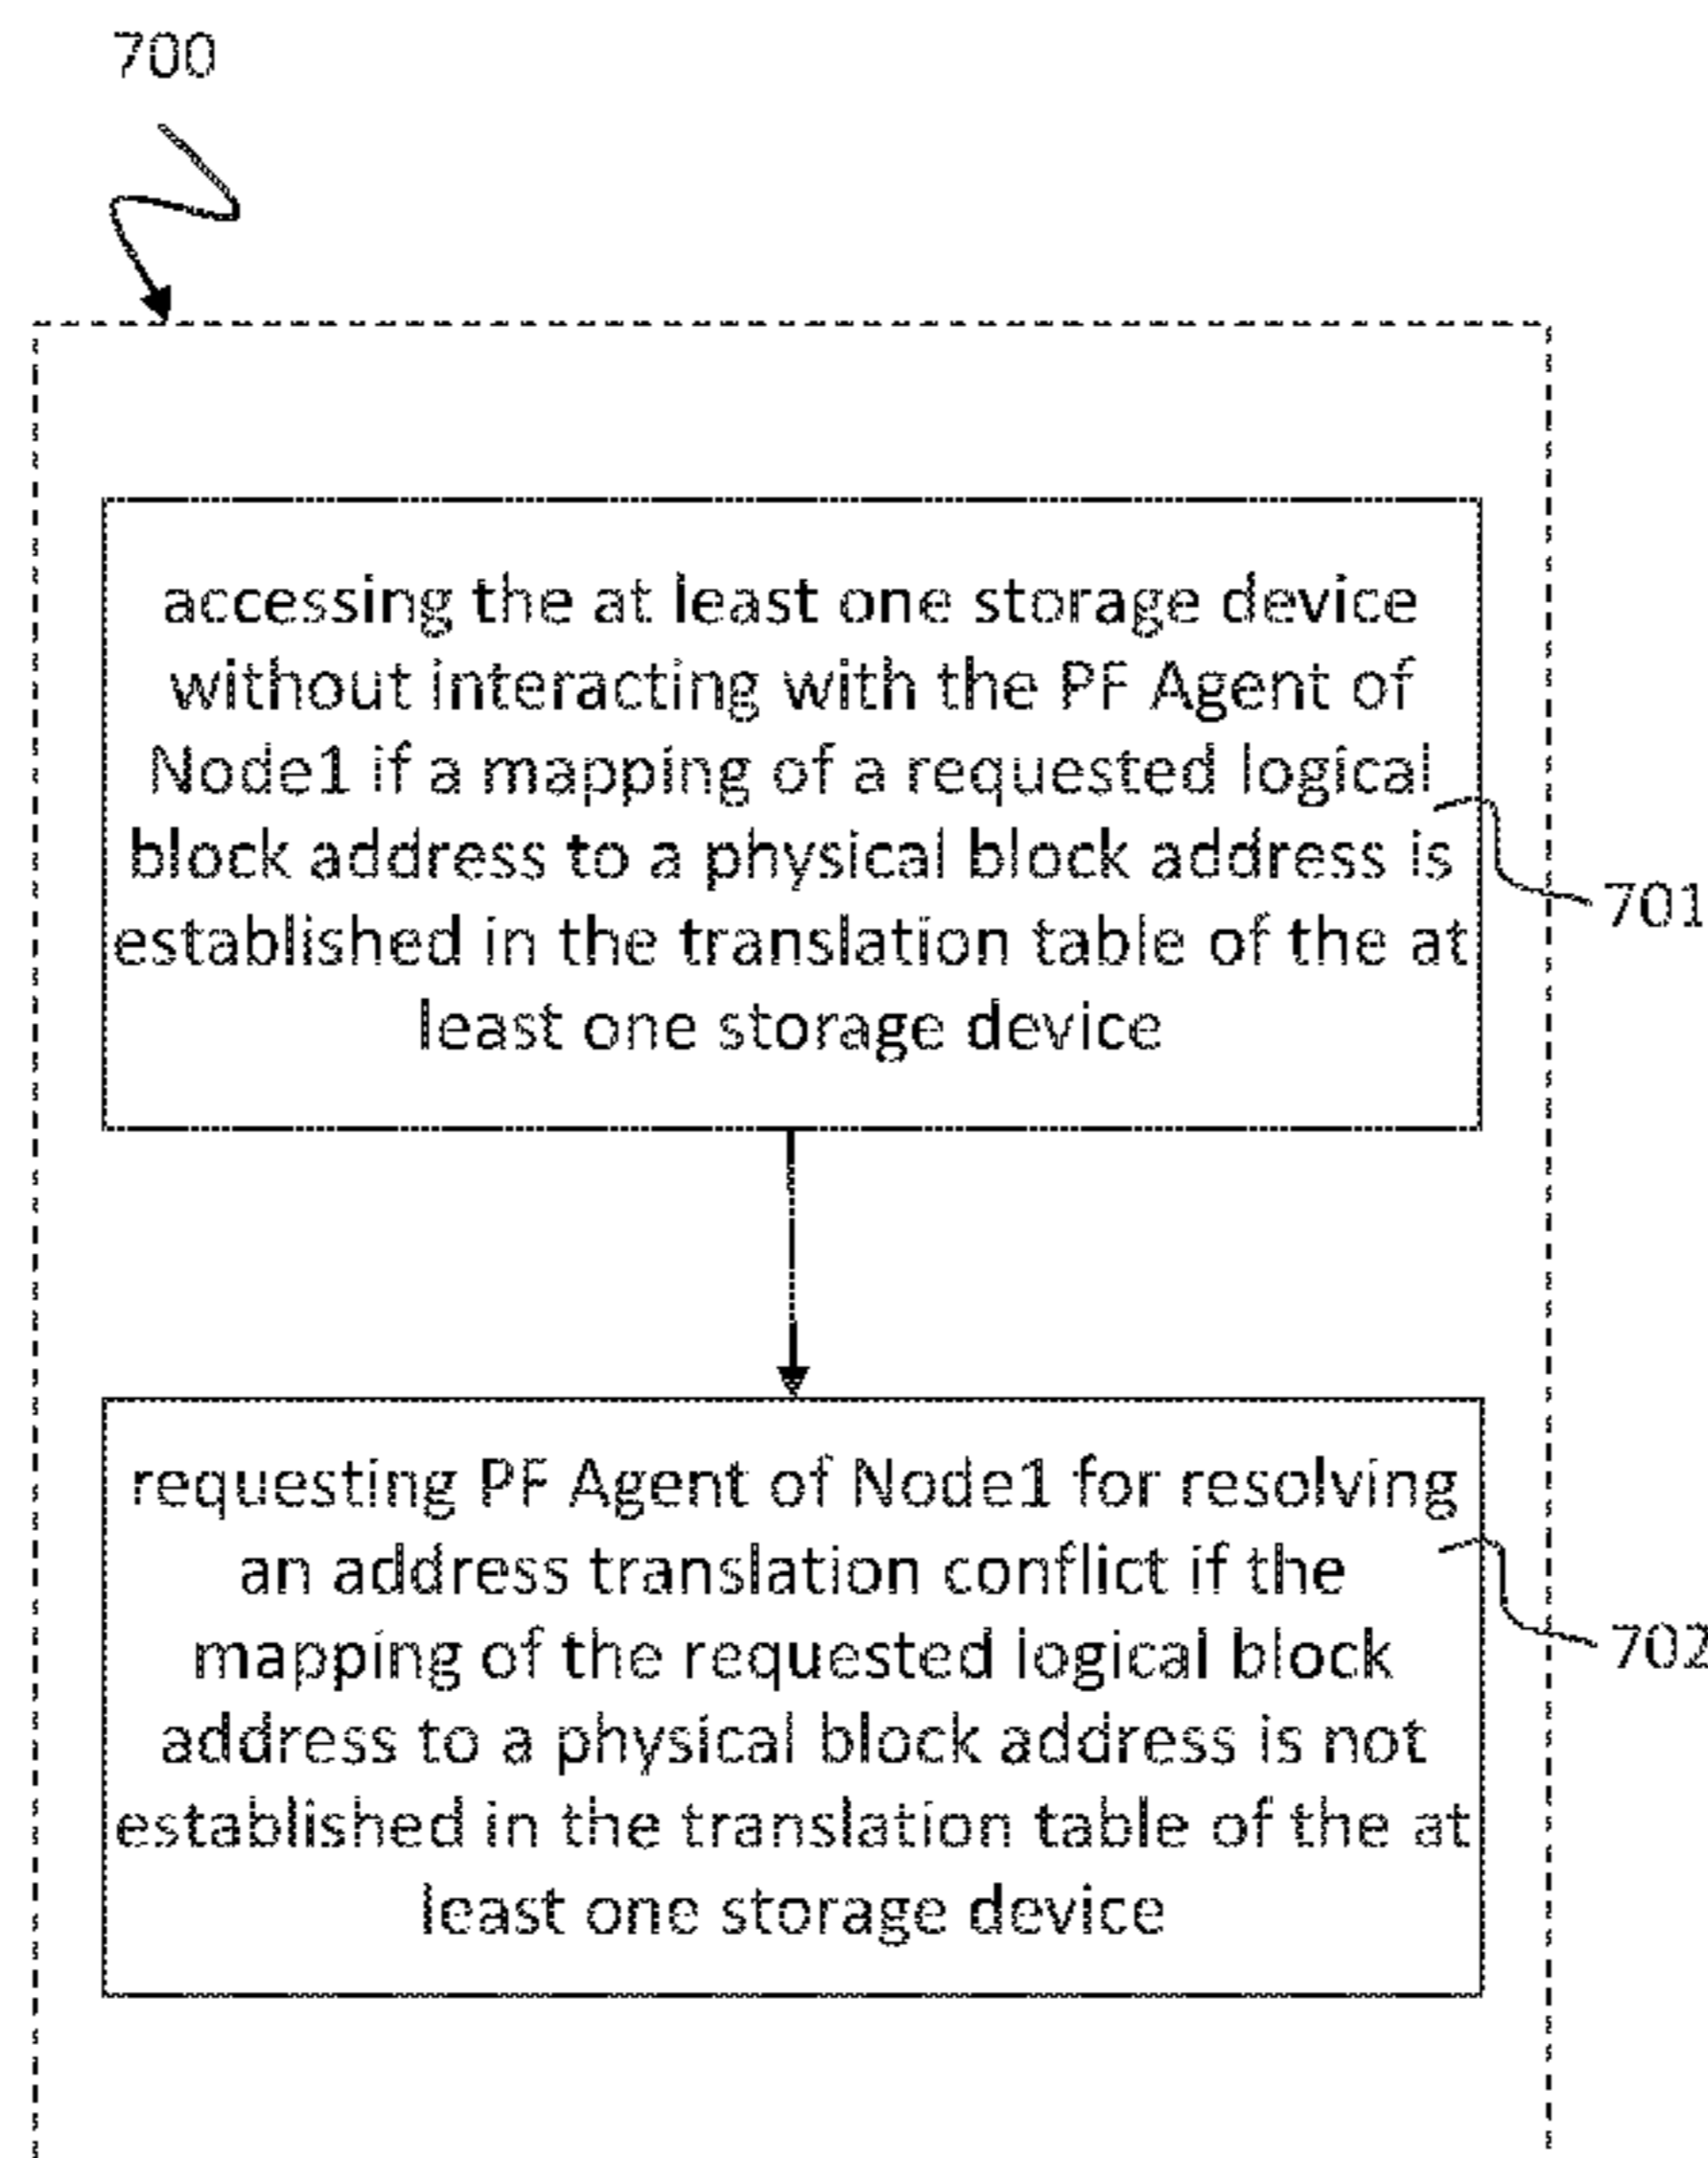 700
accessing the at least one storage device
without interacting with the PF Agent of
Node1 if a mapping of a requested logical
block address to a physical block address is
established in the translation table of the at
least one storage device
701
requesting PF Agent of Node1 for resolving
an address translation conflict if the
mapping of the requested logical block
address to a physical block address is not
established in the translation table of the at
least one storage device
702